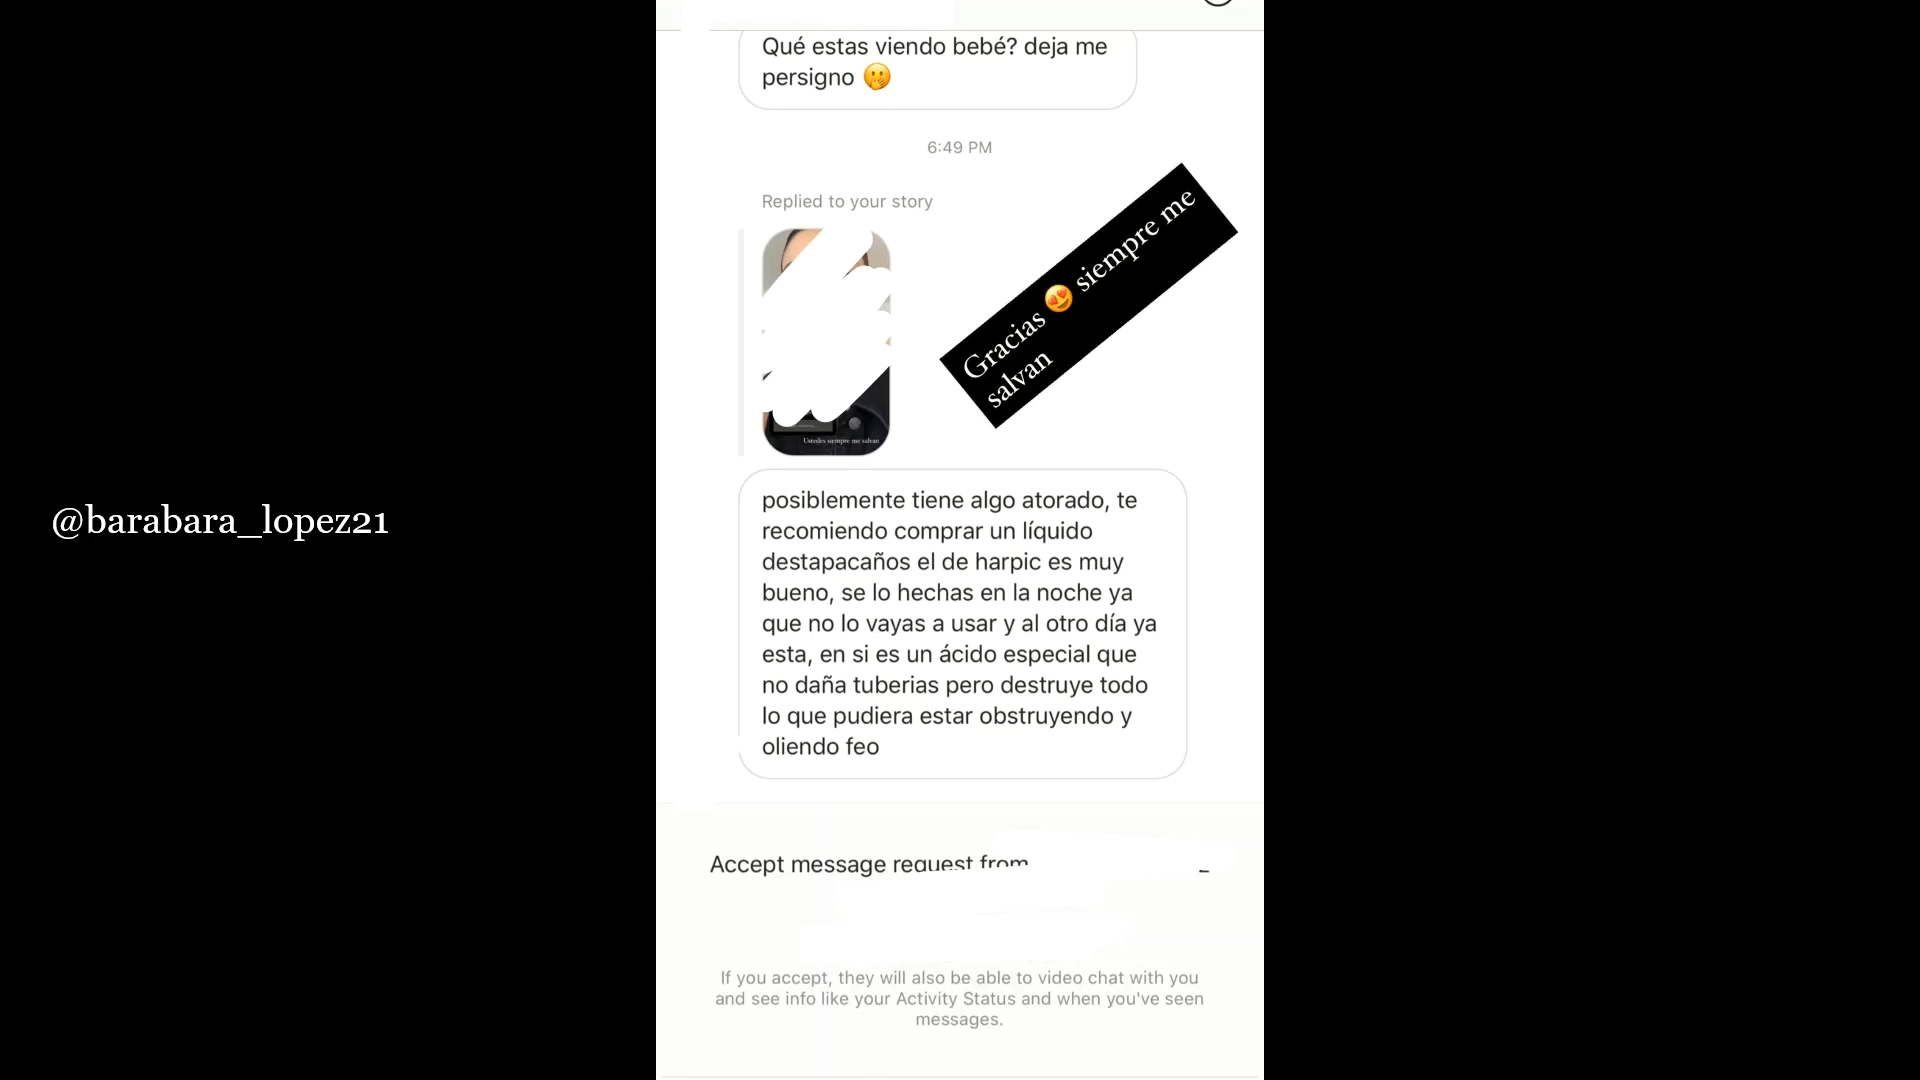 Qué estas viendo bebé? deja me
persigno 🤭
6:49 PM
Replied to your story
Gracias 😍 siempre me
salvan
Ustedes siempre me salvan
@barabara_lopez21
posiblemente tiene algo atorado, te
recomiendo comprar un líquido
destapacaños el de harpic es muy
bueno, se lo hechas en la noche ya
que no lo vayas a usar y al otro día ya
esta, en si es un ácido especial que
no daña tuberias pero destruye todo
lo que pudiera estar obstruyendo y
oliendo feo
Accept message request from
If you accept, they will also be able to video chat with you
and see info like your Activity Status and when you've seen
messages.